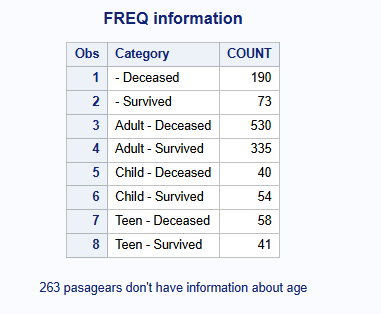 FREQ information
Obs Category COUNT
1 - Deceased 190
2 - Survived 73
3 Adult - Deceased 530
4 Adult - Survived 335
5 Child - Deceased 40
6 Child - Survived 54
7 Teen - Deceased 58
8 Teen - Survived 41
263 pasagears don't have information about age